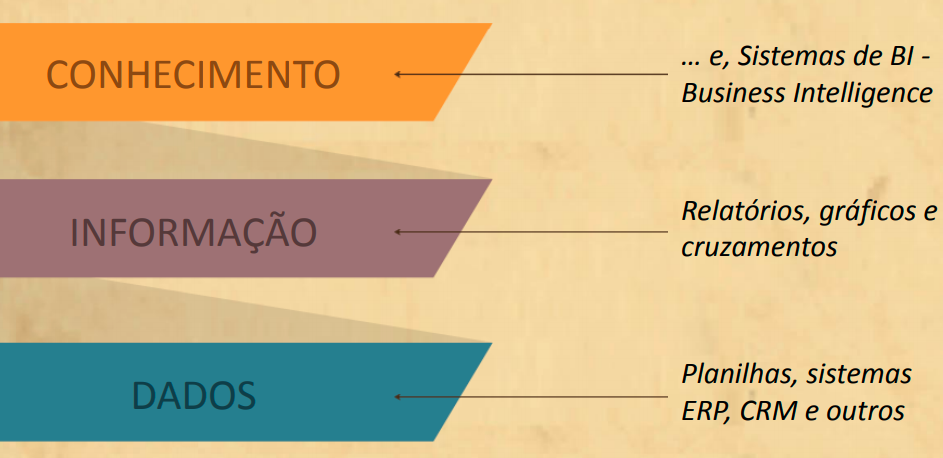 CONHECIMENTO
... e, Sistemas de BI -
Business Intelligence
INFORMAÇÃO
Relatórios, gráficos e
cruzamentos
DADOS
Planilhas, sistemas
ERP, CRM e outros